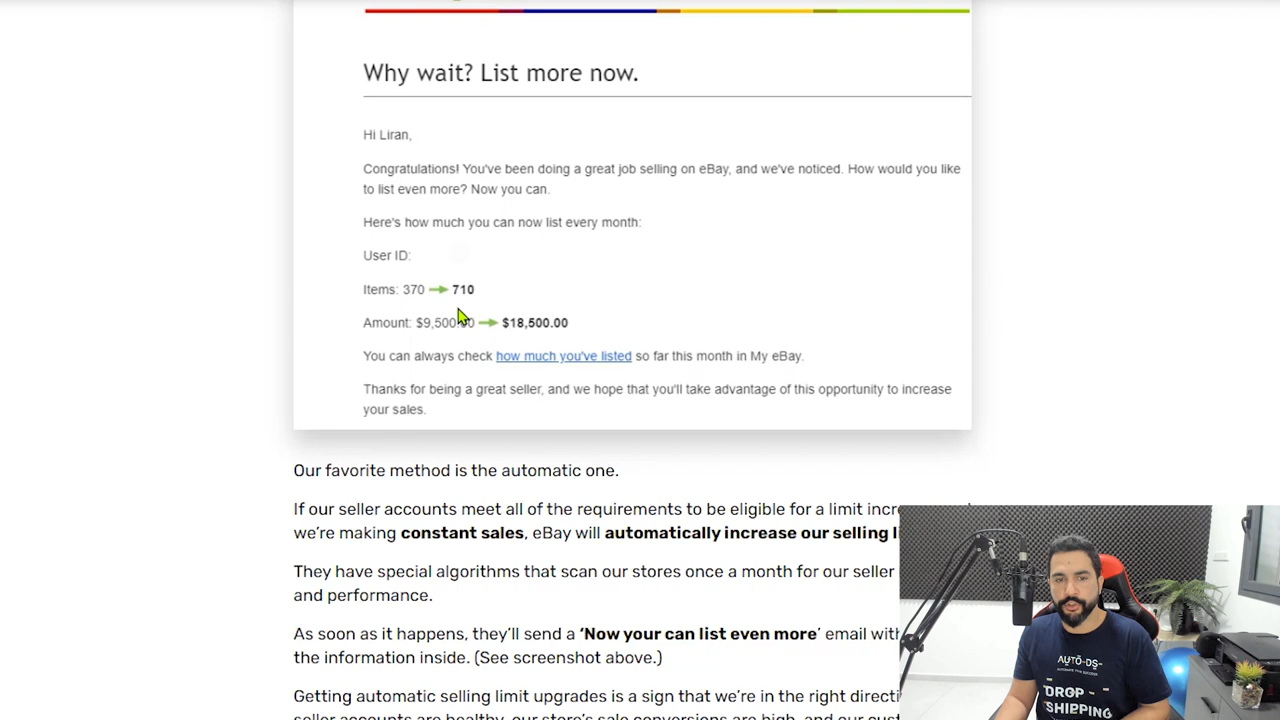 Why wait? List more now.
Hi Liran,
Congratulations! You've been doing a great job selling on eBay, and we've noticed. How would you like
to list even more? Now you can.
Here's how much you can now list every month:
User ID:
Items: 370 710
Amount: $9,500.00 $18,500.00
You can always check how much you've listed so far this month in My eBay.
Thanks for being a great seller, and we hope that you'll take advantage of this opportunity to increase
your sales.
Our favorite method is the automatic one.
If our seller accounts meet all of the requirements to be eligible for a limit
we're making constant sales, eBay will automatically increase our selling
They have special algorithms that scan our stores once a month for our seller
and performance.
As soon as it happens, they'll send a 'Now your can list even more' email
the information inside. (See screenshot above.)
Getting automatic selling limit upgrades is a sign that we're in the right
seller accounts are healthy, our store's sale conversions are high, and our
AUTO-DS-
AUTOMATE YOUR SUCCESS
DROP
SHIPPING